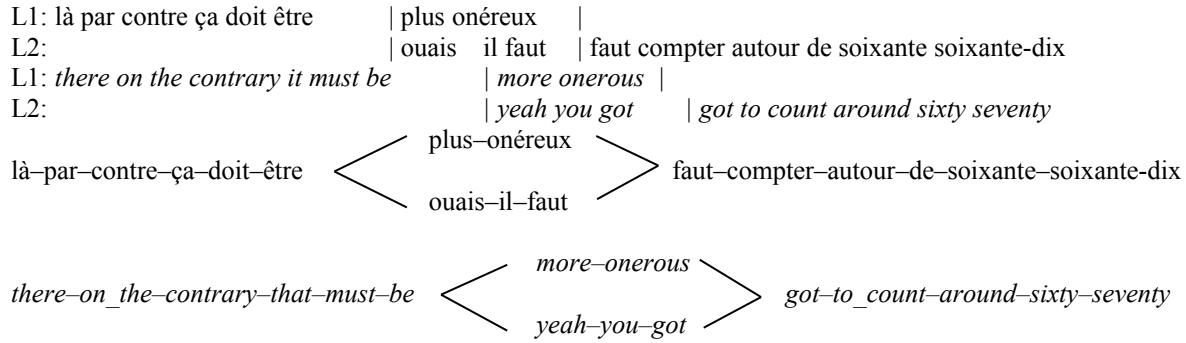 L1: là par contre ça doit être | plus onéreux |
L2: | ouais il faut | faut compter autour de soixante soixante-dix
L1: there on the contrary it must be | more onerous |
L2: | yeah you got | got to count around sixty seventy
plus–onéreux
là–par–contre–ça–doit–être faut–compter–autour–de–soixante–soixante-dix
ouais–il–faut
more–onerous
there–on_the–contrary–that–must–be got–to_count–around–sixty–seventy
yeah–you–got